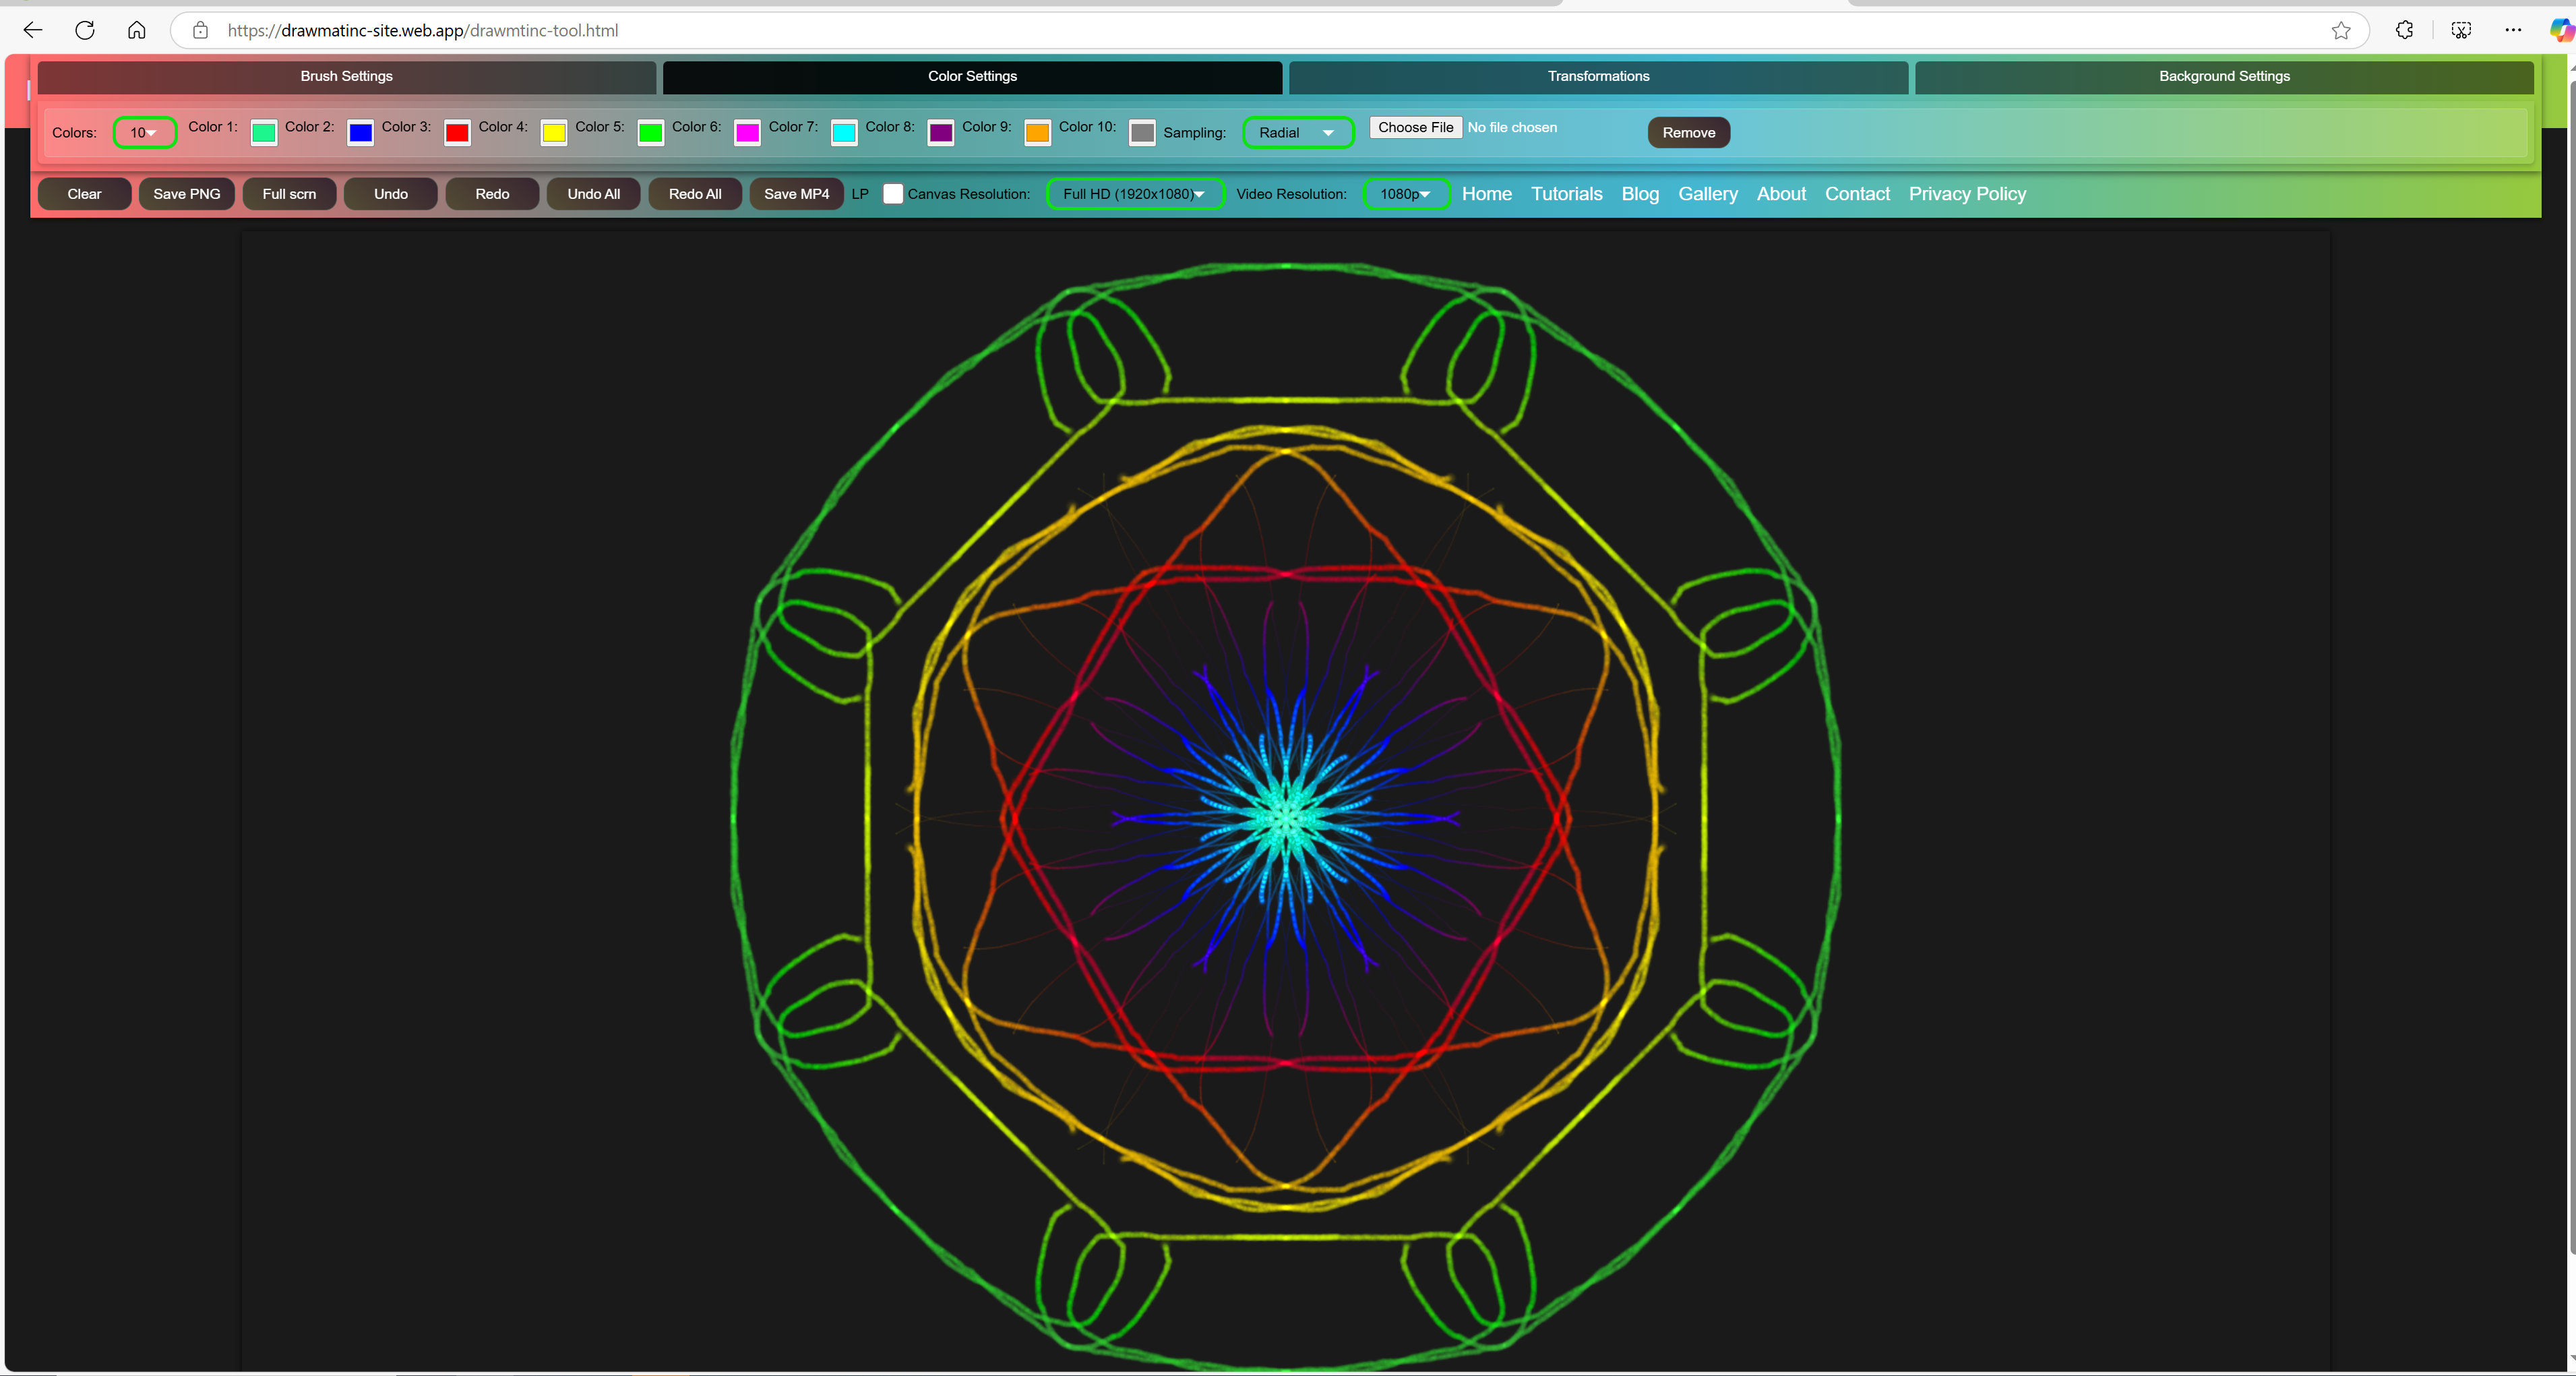 https://drawmatinc-site.web.app/drawmtinc-tool.html
Brush Settings Color Settings Transformations Background Settings
Colors: 10 Color 1: Color 2: Color 3: Color 4: Color 5: Color 6: Color 7: Color 8: Color 9: Color 10: Sampling: Radial Choose File No file chosen Remove
Clear Save PNG Full scrn Undo Redo Undo All Redo All Save MP4 LP Canvas Resolution: Full HD (1920x1080) Video Resolution: 1080p Home Tutorials Blog Gallery About Contact Privacy Policy